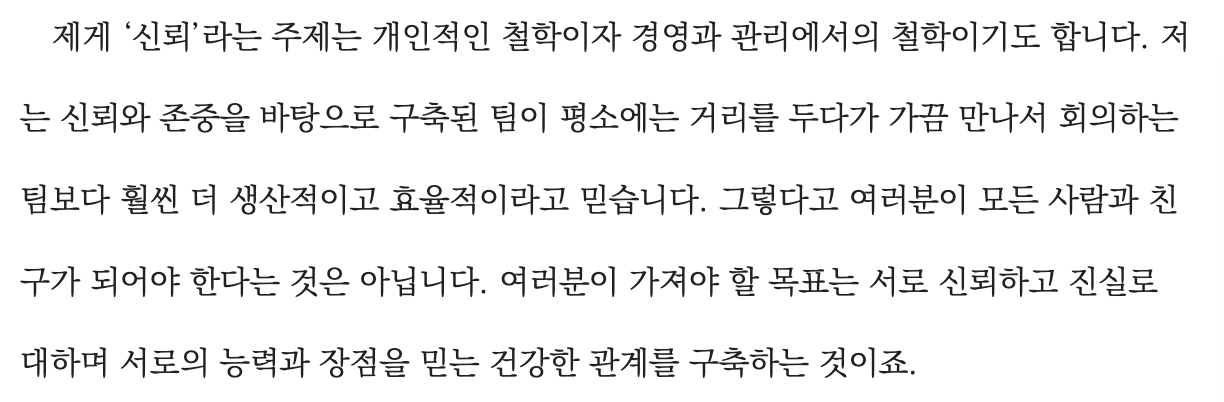 제게 ‘신뢰’라는 주제는 개인적인 철학이자 경영과 관리에서의 철학이기도 합니다. 저
는 신뢰와 존중을 바탕으로 구축된 팀이 평소에는 거리를 두다가 가끔 만나서 회의하는
팀보다 훨씬 더 생산적이고 효율적이라고 믿습니다. 그렇다고 여러분이 모든 사람과 친
구가 되어야 한다는 것은 아닙니다. 여러분이 가져야 할 목표는 서로 신뢰하고 진실로
대하며 서로의 능력과 장점을 믿는 건강한 관계를 구축하는 것이죠.